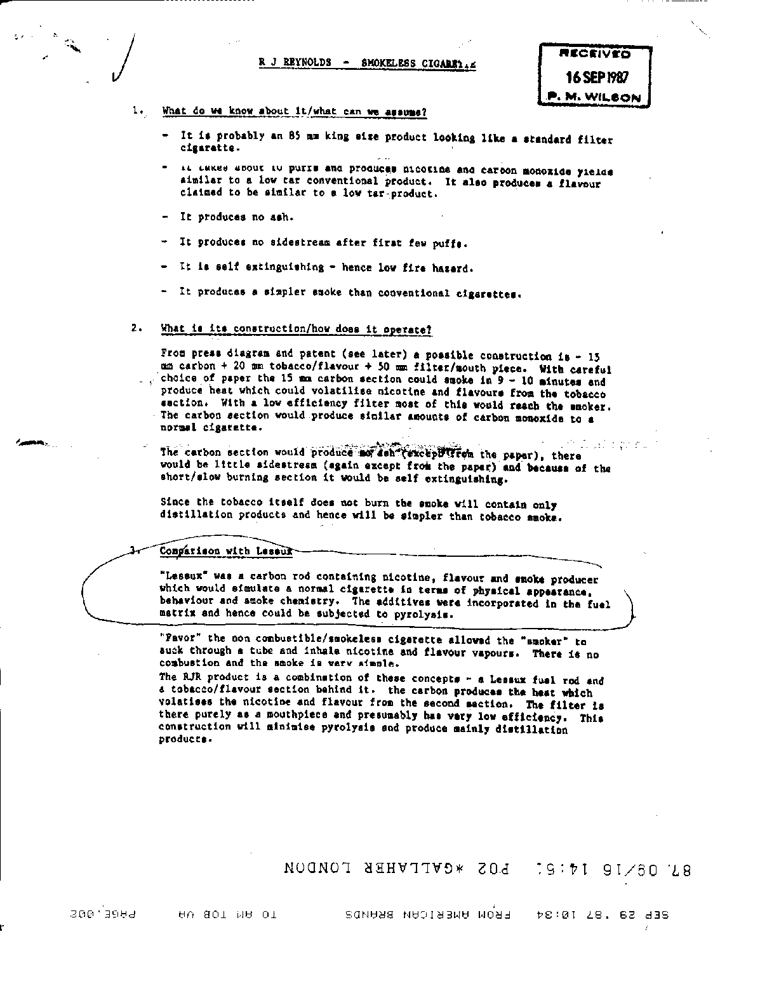 R J REYNOLDS - SMOKELESS
RECEIVED
16 SEP 1987
P. M. WILSON
1. What do we know about it/what can we assume?
- It is probably an 85 mm king size product looking like a standard filter
cigarette.
- It takes about 10 puffs and produces nicotine and carbon monoxide yields
similar to a low tar conventional product. It also produces a flavour
claimed to be similar to a low tar product.
- It produces no ash.
- It produces no sidestream after first few puffs.
- It is self extinguishing - hence low fire hazard.
- It produces a simpler smoke than conventional cigarettes.
2. What is its construction/how does it operate?
From press diagram and patent (see later) a possible construction is - 15
mm carbon + 20 mm tobacco/flavour + 50 mm filter/mouth piece. With careful
choice of paper the 15 mm carbon section could smoke in 9 - 10 minutes and
produce heat which could volatilise nicotine and flavours from the tobacco
section. With a low efficiency filter most of this would reach the smoker.
The carbon section would produce similar amounts of carbon monoxide to a
normal cigarette.
The carbon section would produce no ash (except from the paper), there
would be little sidestream (again except from the paper) and because of the
short/slow burning section it would be self extinguishing.
Since the tobacco itself does not burn the smoke will contain only
distillation products and hence will be simpler than tobacco smoke.
3. Comparison with Lesaux
"Lesaux" was a carbon rod containing nicotine, flavour and smoke producer
which would simulate a normal cigarette in terms of physical appearance,
behaviour and smoke chemistry. The additives were incorporated in the fuel
matrix and hence could be subjected to pyrolysis.
"Favor" the non combustible/smokeless cigarette allowed the "smoker" to
suck through a tube and inhale nicotine and flavour vapours. There is no
combustion and the smoke is very simple.
The RJR product is a combination of these concepts - a Lesaux fuel rod and
a tobacco/flavour section behind it. the carbon produces the heat which
volatises the nicotine and flavour from the second section. The filter is
there purely as a mouthpiece and presumably has very low efficiency. This
construction will minimise pyrolysis and produce mainly distillation
products.
87. 09/16 14:51 P02 *GALLAHER LONDON
SEP 29 '87 10:34 FROM AMERICAN BRANDS TO AM TOB VA PAGE.002